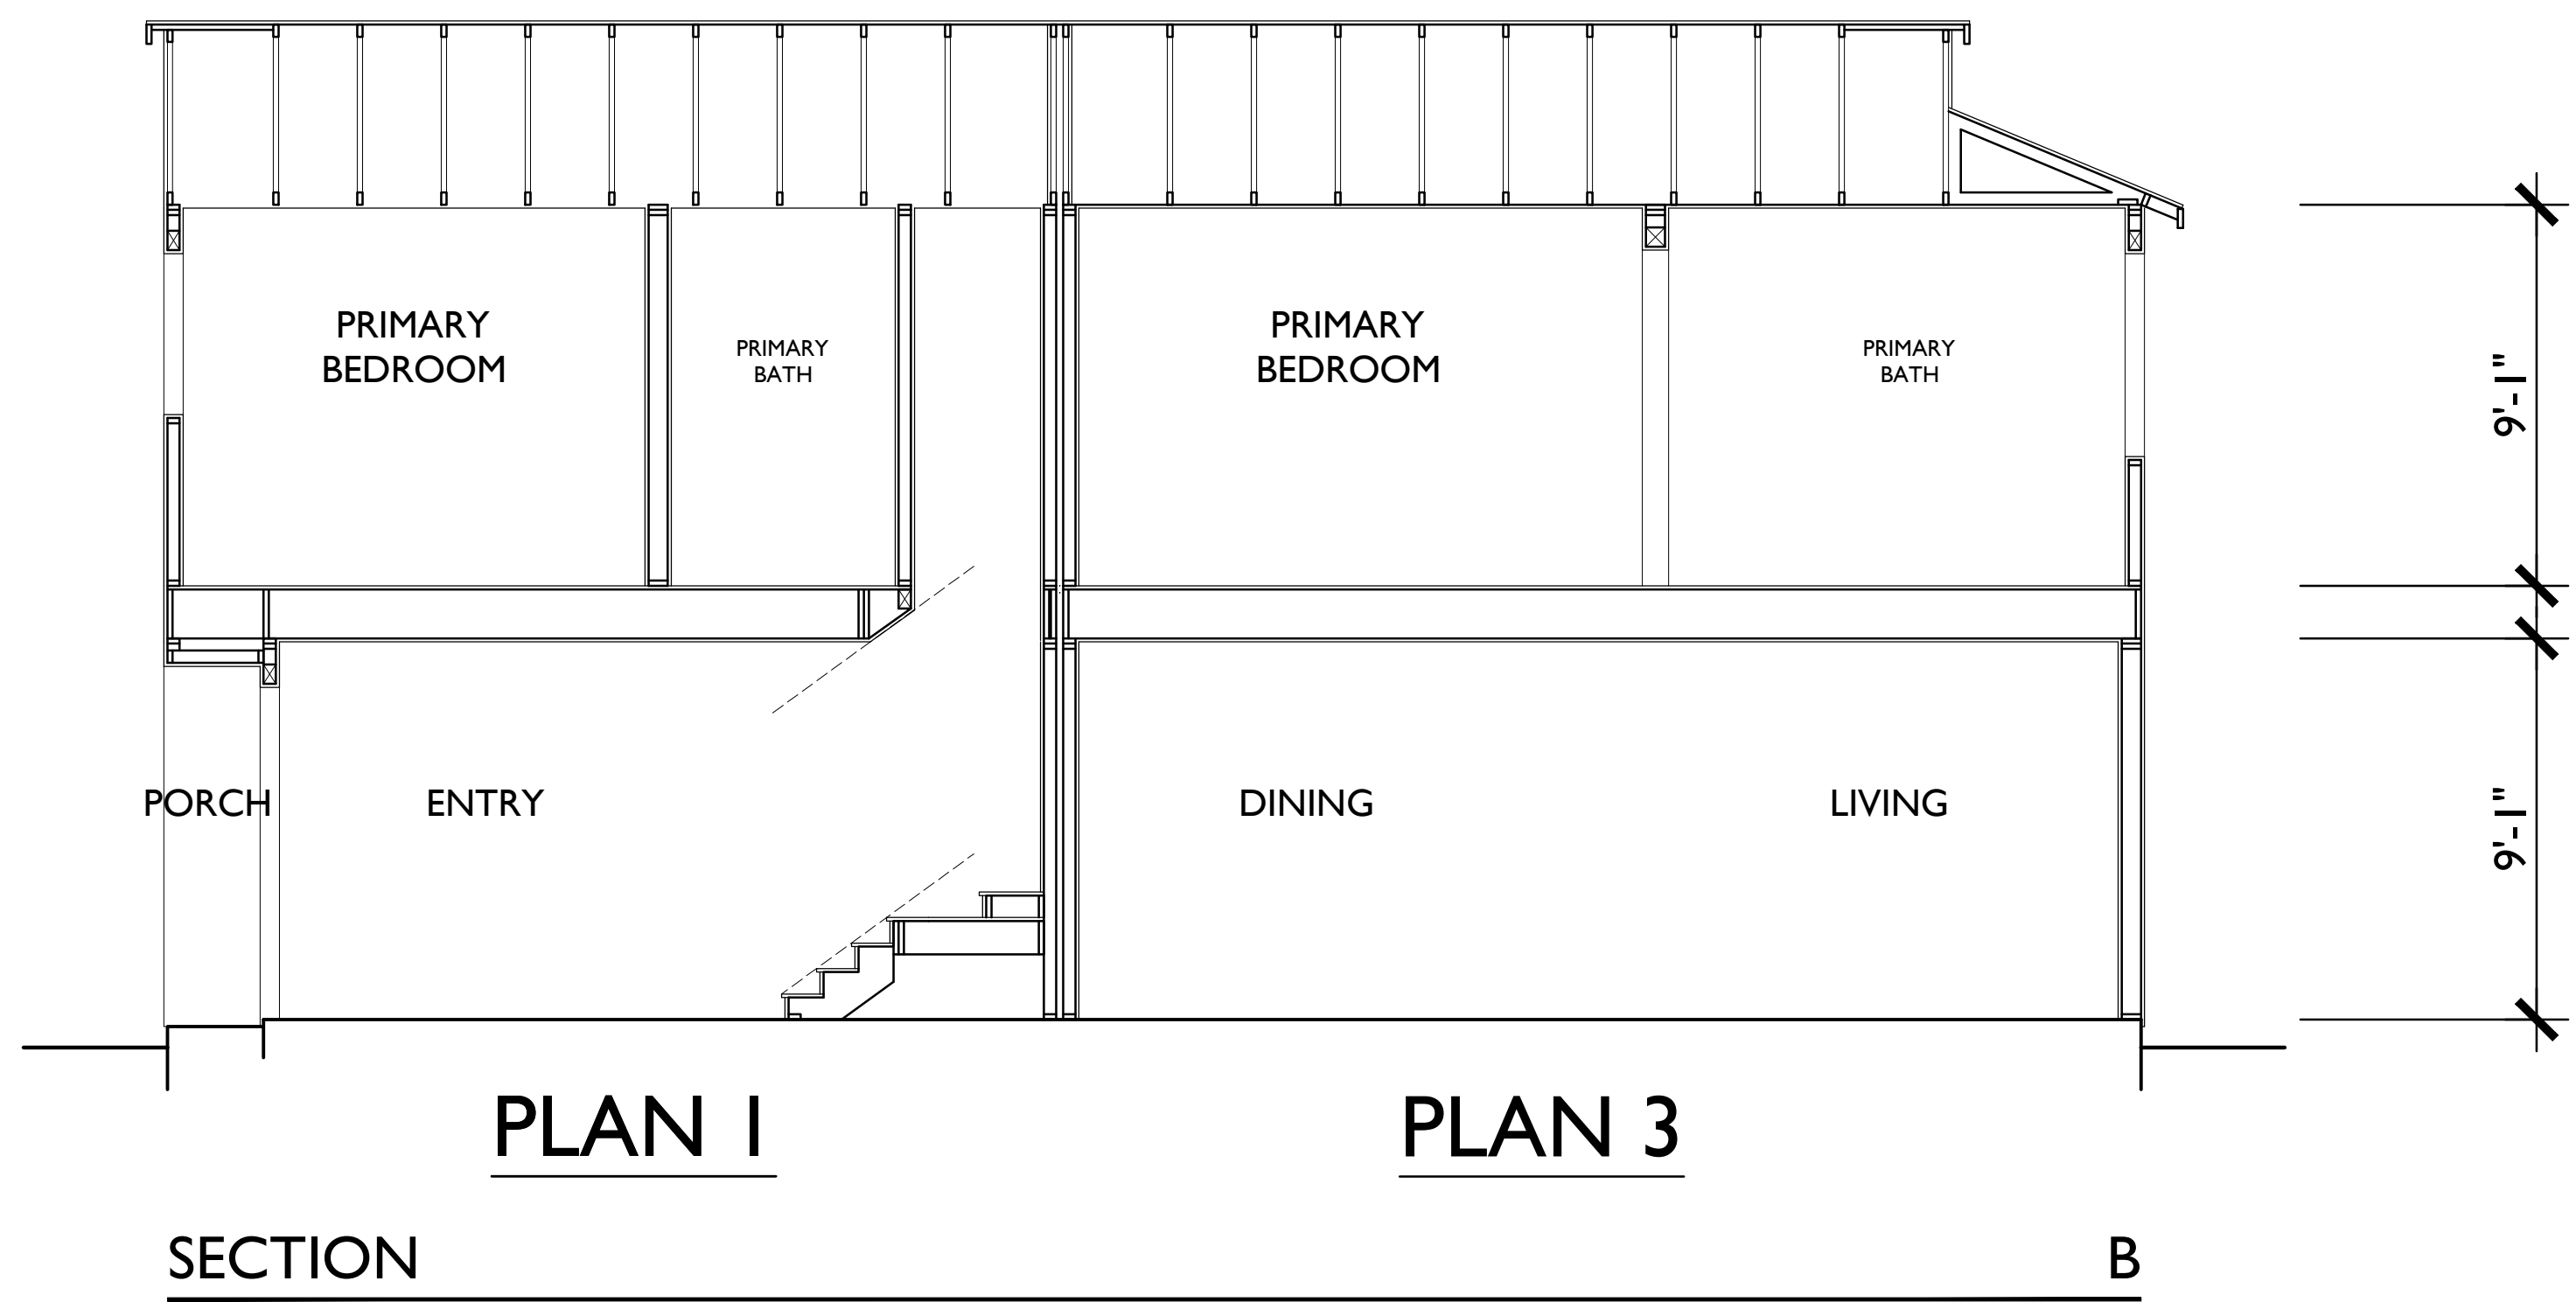 PRIMARY
BEDROOM
PRIMARY
BATH
PRIMARY
BEDROOM
PRIMARY
BATH
9'-1"
PORCH
ENTRY
DINING
LIVING
9'-1"
PLAN 1
PLAN 3
SECTION
B